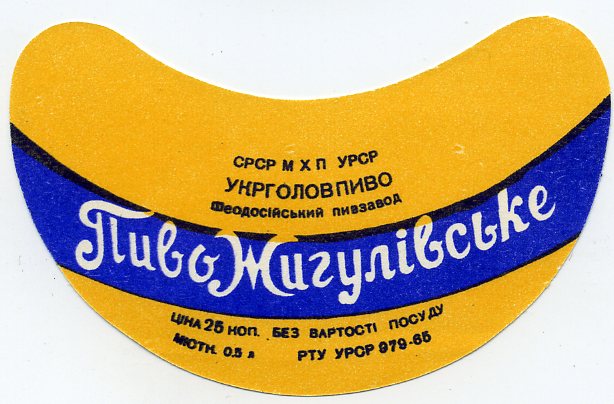 СРСР М Х П УРСР
УКРГОЛОВПИВО
Феодосійський пивзавод
Пиво Жигулівське
ЦІНА 25 КОП. БЕЗ ВАРТОСТІ ПОСУДУ
МІСТК. 0.5 л РТУ УРСР 979-65